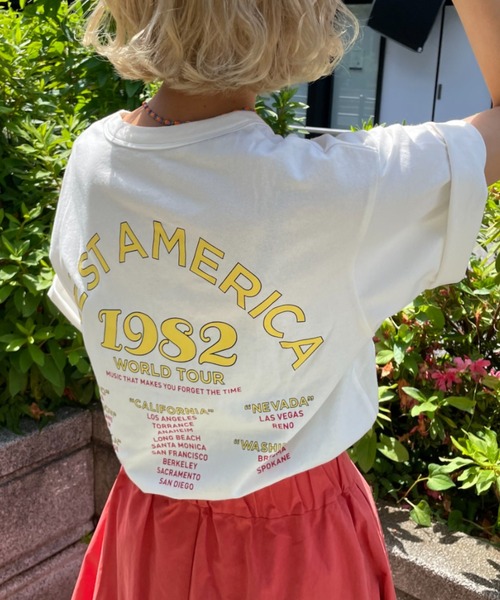 AMERICA
1982
WORLD TOUR
MUSIC THAT MAKES YOU FORGET THE TIME
"CALIFORNIA"
LOS ANGELES
TORRANCE
ANAHEIM
LONG BEACH
SANTA MONICA
SAN FRANCISCO
BERKELEY
SACRAMENTO
SAN DIEGO
"NEVADA"
LAS VEGAS
RENO
SPOKANE